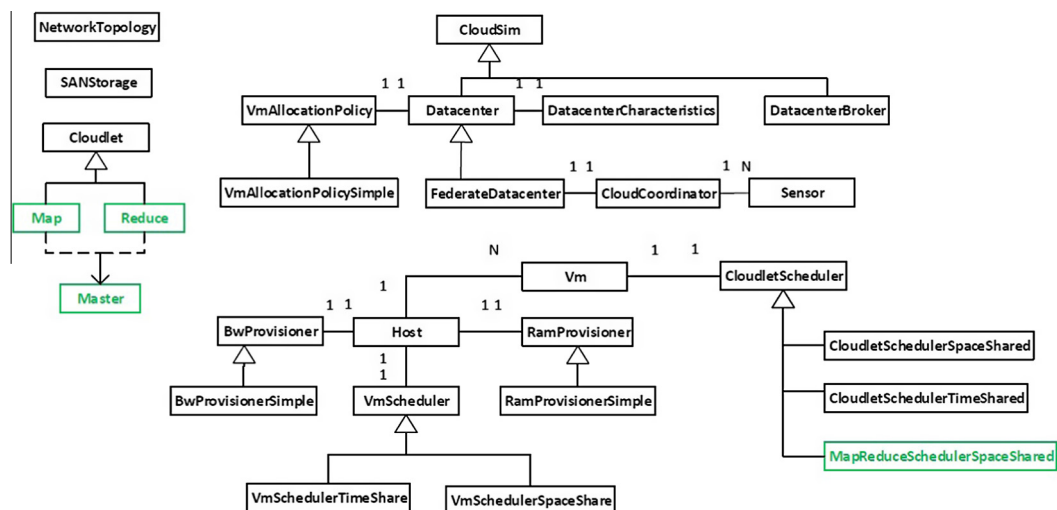 NetworkTopology
SANStorage
Cloudlet
Map
Reduce
Master
CloudSim
1 1
1 1
VmAllocationPolicy
Datacenter
DatacenterCharacteristics
DatacenterBroker
1 1
1 N
VmAllocationPolicySimple
FederateDatacenter
CloudCoordinator
Sensor
N
1 1
1
Vm
CloudletScheduler
1 1
1 1
BwProvisioner
Host
RamProvisioner
1
1
BwProvisionerSimple
VmScheduler
RamProvisionerSimple
VmSchedulerTimeShare
VmSchedulerSpaceShare
CloudletSchedulerSpaceShared
CloudletSchedulerTimeShared
MapReduceSchedulerSpaceShared